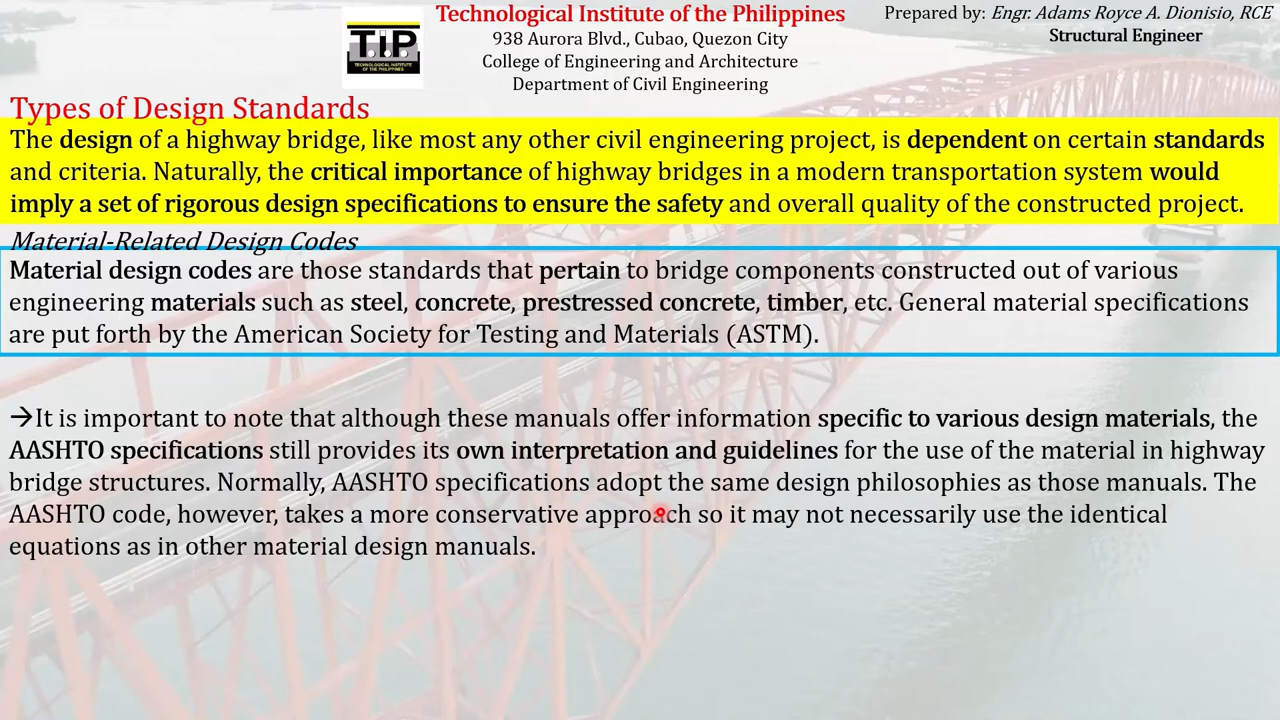 Technological Institute of the Philippines
938 Aurora Blvd., Cubao, Quezon City
College of Engineering and Architecture
Department of Civil Engineering
Prepared by: Engr. Adams Royce A. Dionisio, RCE
Structural Engineer
TiP
TECHNOLOGICAL INSTITUTE
OF THE PHILIPPINES
Types of Design Standards
The design of a highway bridge, like most any other civil engineering project, is dependent on certain standards
and criteria. Naturally, the critical importance of highway bridges in a modern transportation system would
imply a set of rigorous design specifications to ensure the safety and overall quality of the constructed project.
Material-Related Design Codes
Material design codes are those standards that pertain to bridge components constructed out of various
engineering materials such as steel, concrete, prestressed concrete, timber, etc. General material specifications
are put forth by the American Society for Testing and Materials (ASTM).
→It is important to note that although these manuals offer information specific to various design materials, the
AASHTO specifications still provides its own interpretation and guidelines for the use of the material in highway
bridge structures. Normally, AASHTO specifications adopt the same design philosophies as those manuals. The
AASHTO code, however, takes a more conservative approach so it may not necessarily use the identical
equations as in other material design manuals.